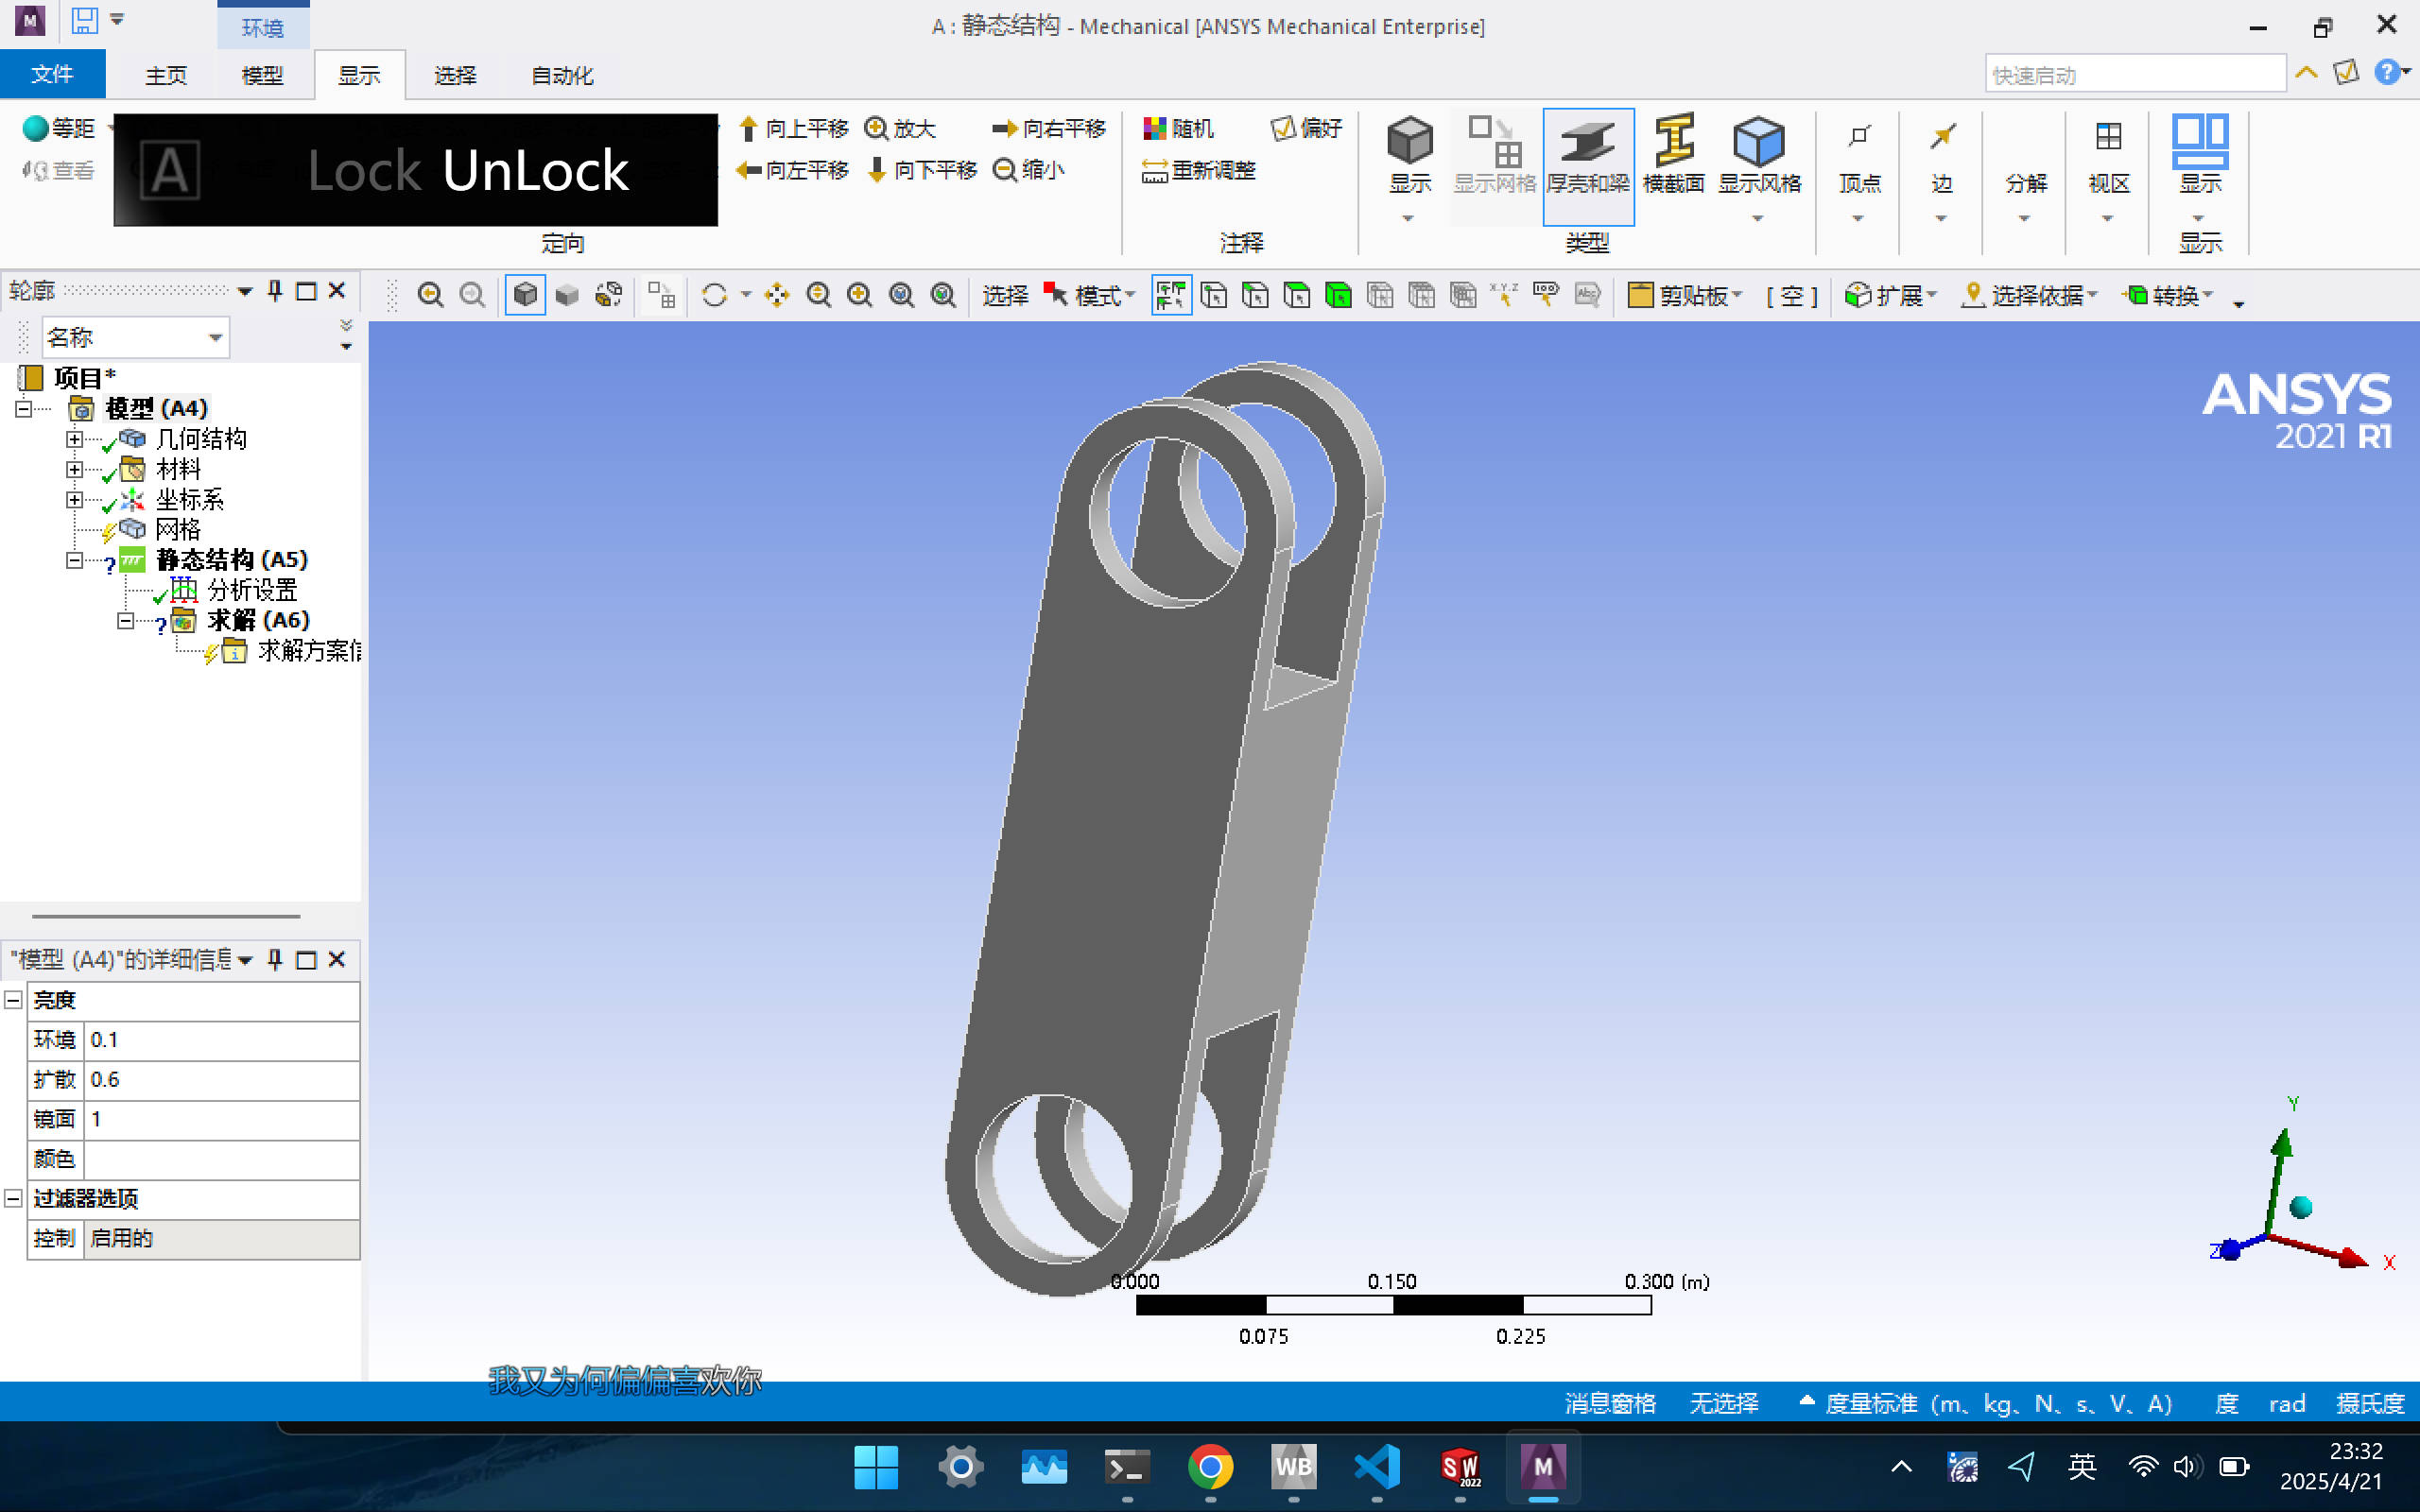 环境
A : 静态结构 - Mechanical [ANSYS Mechanical Enterprise]
文件
主页
模型
显示
选择
自动化
快速启动
等距
查看
A
Lock UnLock
向上平移
放大
向右平移
向左平移
向下平移
缩小
定向
随机
偏好
重新调整
注释
显示
显示网格
厚壳和梁
横截面
显示风格
类型
顶点
边
分解
视区
显示
显示
轮廓
选择
模式
剪贴板
[ 空 ]
扩展
选择依据
转换
名称
项目*
模型 (A4)
几何结构
材料
坐标系
网格
静态结构 (A5)
分析设置
求解 (A6)
求解方案信
ANSYS
2021 R1
"模型 (A4)"的详细信息
亮度
环境 0.1
扩散 0.6
镜面 1
颜色
过滤器选项
控制 启用的
Y
Z
X
0.000 0.150 0.300 (m)
0.075 0.225
我又为何偏偏喜欢你
消息窗格 无选择 度量标准 (m、kg、N、s、V、A) 度 rad 摄氏度
WB
SW
2022
M
英
23:32
2025/4/21